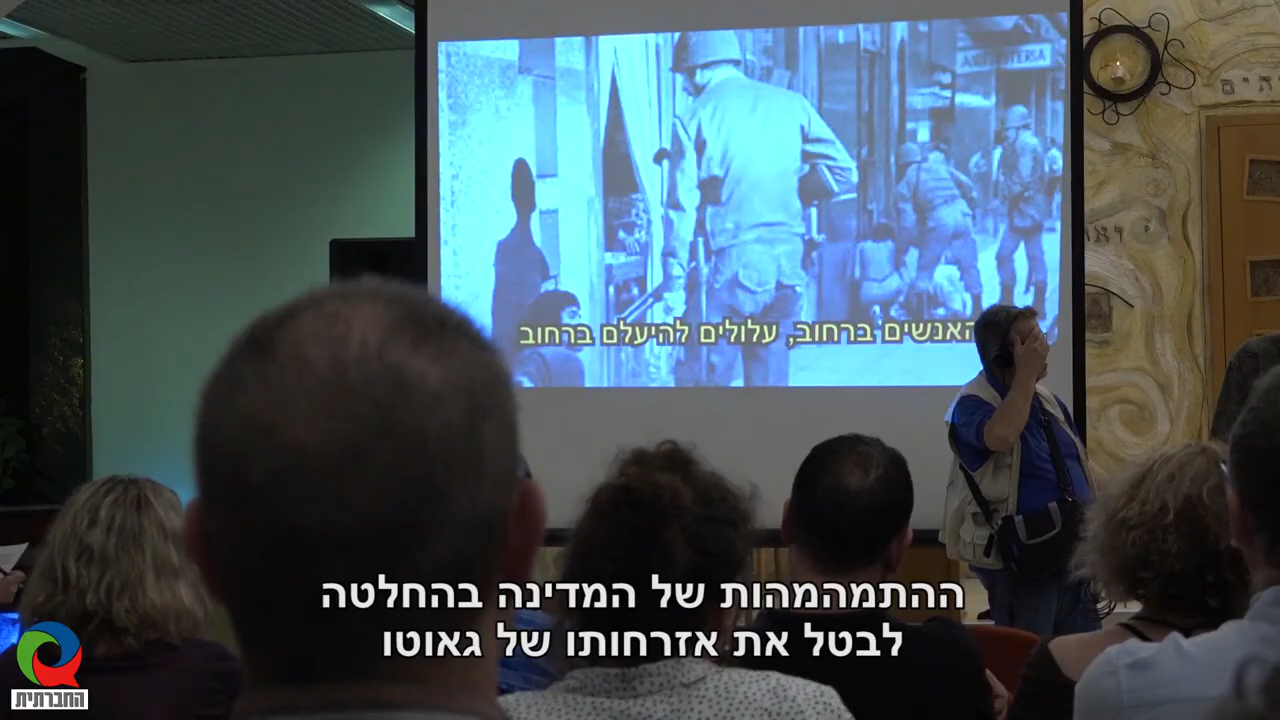 האנשים ברחוב, עלולים להיעלם ברחוב
ההתמהמהות של המדינה בהחלטה
לבטל את אזרחותו של גאוטו
החברתית